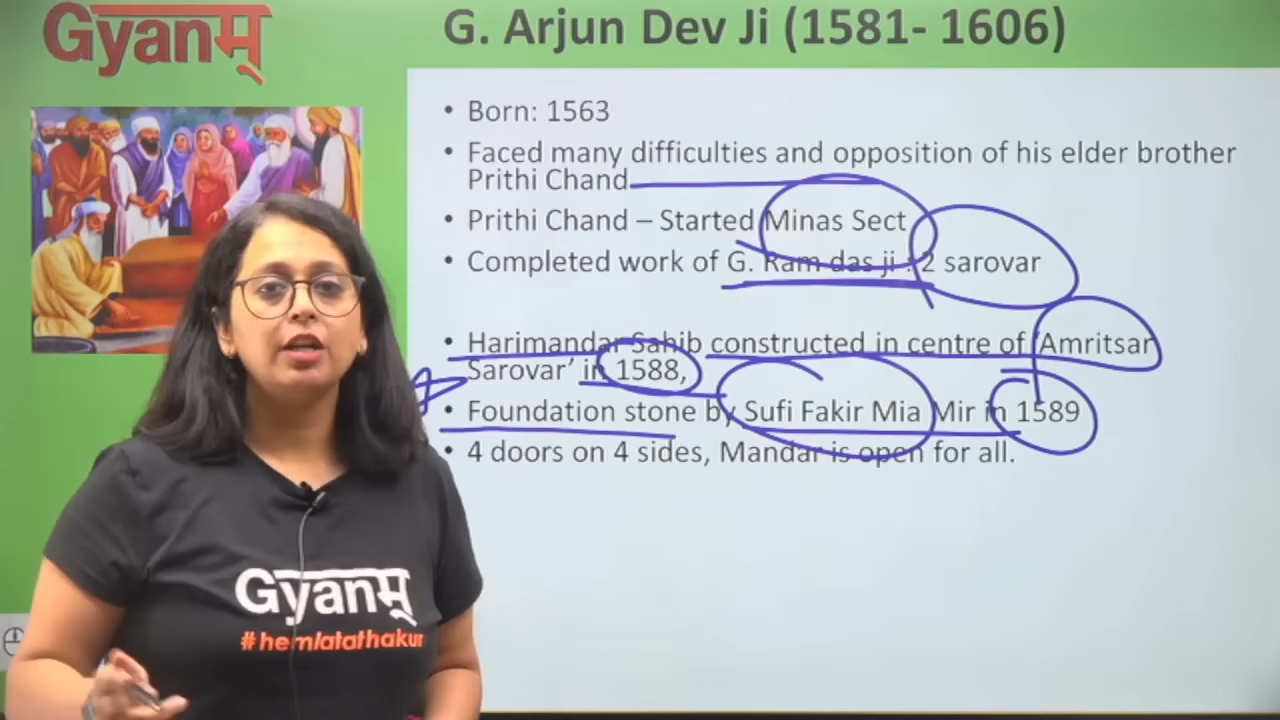 Gyanम्
G. Arjun Dev Ji (1581- 1606)
• Born: 1563
• Faced many difficulties and opposition of his elder brother
Prithi Chand
• Prithi Chand – Started Minas Sect
• Completed work of G. Ram das ji : 2 sarovar
• Harimandar Sahib constructed in centre of 'Amritsar
Sarovar’ in 1588,
• Foundation stone by Sufi Fakir Mia Mir in 1589
• 4 doors on 4 sides, Mandar is open for all.
Gyanम्
#hemlatathakur